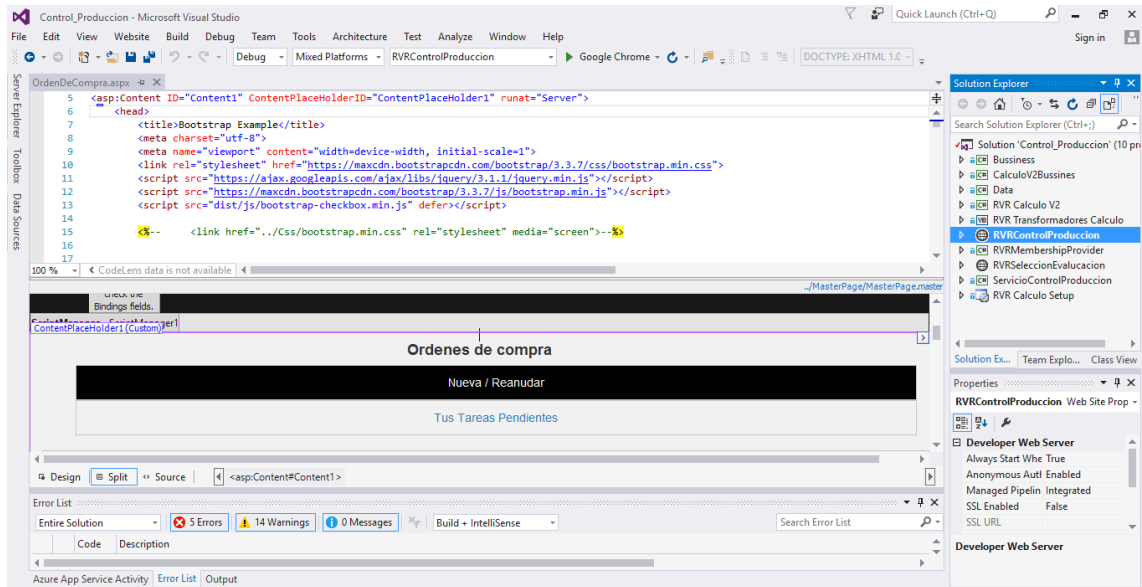 Control_Produccion - Microsoft Visual Studio
Quick Launch (Ctrl+Q)
File Edit View Website Build Debug Team Tools Architecture Test Analyze Window Help
Sign in
Debug Mixed Platforms RVRControlProduccion Google Chrome DOCTYPE: XHTML 1.0
Server Explorer
Toolbox
Data Sources
OrdenDeCompra.aspx
5 <asp:Content ID="Content1" ContentPlaceHolderID="ContentPlaceHolder1" runat="Server">
6 <head>
7 <title>Bootstrap Example</title>
8 <meta charset="utf-8">
9 <meta name="viewport" content="width=device-width, initial-scale=1">
10 <link rel="stylesheet" href="https://maxcdn.bootstrapcdn.com/bootstrap/3.3.7/css/bootstrap.min.css">
11 <script src="https://ajax.googleapis.com/ajax/libs/jquery/3.1.1/jquery.min.js"></script>
12 <script src="https://maxcdn.bootstrapcdn.com/bootstrap/3.3.7/js/bootstrap.min.js"></script>
13 <script src="dist/js/bootstrap-checkbox.min.js" defer></script>
14
15 <%-- <link href="../Css/bootstrap.min.css" rel="stylesheet" media="screen">--%>
16
17
100 % CodeLens data is not available
../MasterPage/MasterPage.master
check the
Bindings fields.
ContentPlaceHolder1 (Custom)
Ordenes de compra
Nueva / Reanudar
Tus Tareas Pendientes
Design Split Source <asp:Content#Content1>
Error List
Entire Solution 5 Errors 14 Warnings 0 Messages Build + IntelliSense Search Error List
Code Description
Azure App Service Activity Error List Output
Solution Explorer
Search Solution Explorer (Ctrl+;)
Solution 'Control_Produccion' (10 pr
Bussiness
CalculoV2Bussines
Data
RVR Calculo V2
RVR Transformadores Calculo
RVRControlProduccion
RVRMembershipProvider
RVRSeleccionEvalucacion
ServicioControlProduccion
RVR Calculo Setup
Solution Ex... Team Explo... Class View
Properties
RVRControlProduccion Web Site Prop
Developer Web Server
Always Start Whe True
Anonymous Autl Enabled
Managed Pipelin Integrated
SSL Enabled False
SSL URL
Developer Web Server